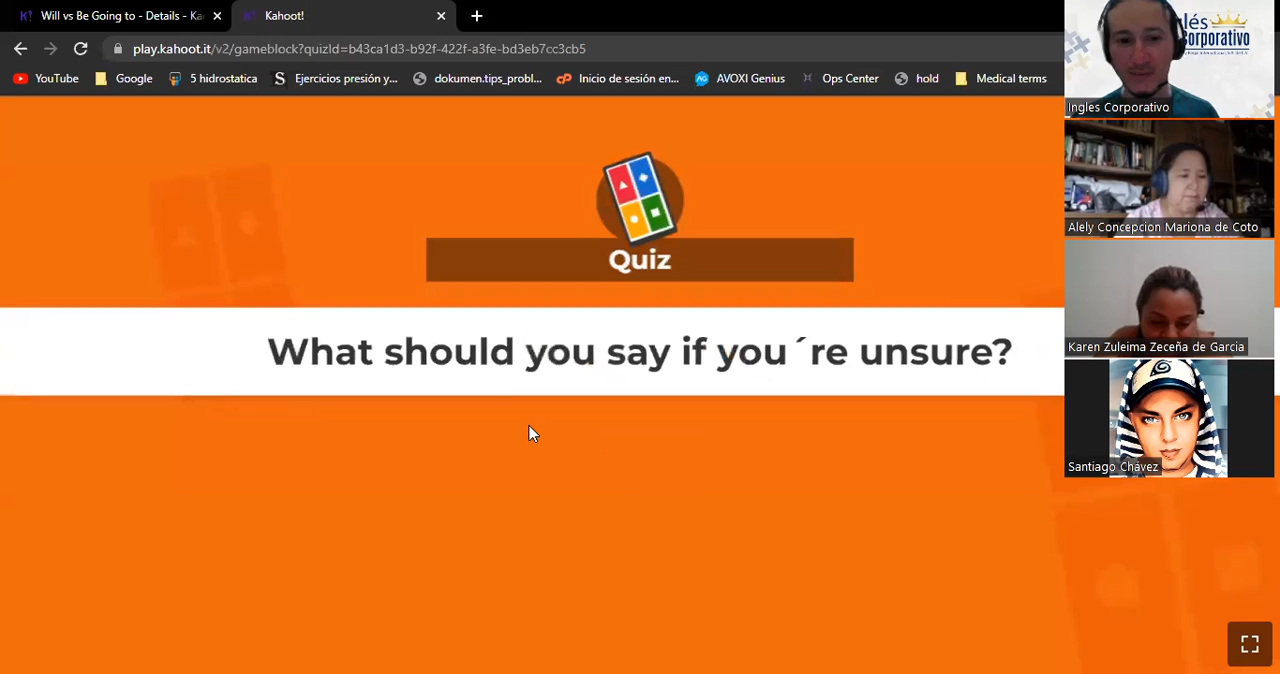 Will vs Be Going to - Details - Ka
Kahoot!
play.kahoot.it/v2/gameblock?quizId=b43ca1d3-b92f-422f-a3fe-bd3eb7cc3cb5
YouTube
Google
5 hidrostatica
Ejercicios presión y...
dokumen.tips_probl...
Inicio de sesión en...
AVOXI Genius
Ops Center
hold
Medical terms
Quiz
What should you say if you´re unsure?
lés
Corporativo
Ingles Corporativo
Alely Concepcion Mariona de Coto
Karen Zuleima Zeceña de Garcia
Santiago Chávez